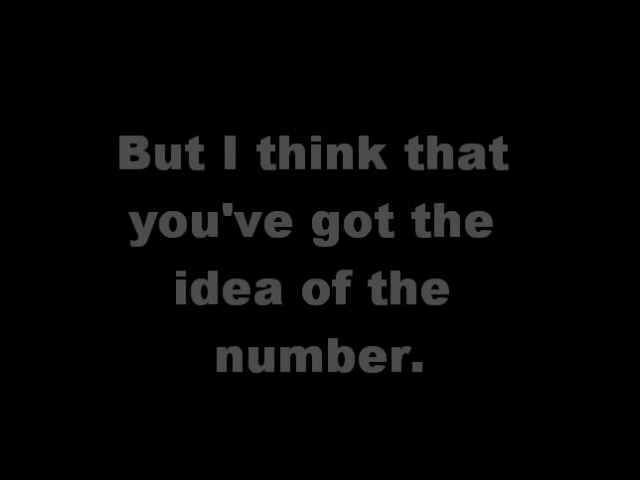 But I think that
you've got the
idea of the
number.